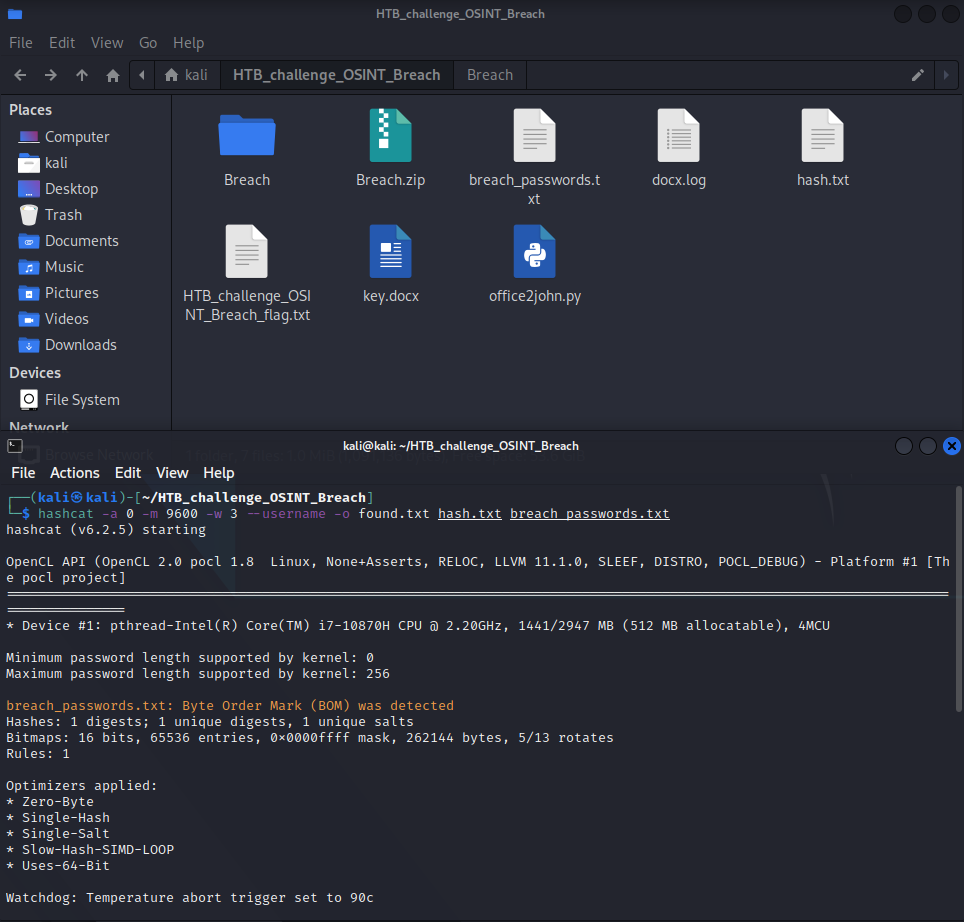 HTB_challenge_OSINT_Breach
File Edit View Go Help
kali HTB_challenge_OSINT_Breach Breach
Places
Computer
kali
Desktop
Trash
Documents
Music
Pictures
Videos
Downloads
Devices
File System
Network
Breach
Breach.zip
breach_passwords.t
xt
docx.log
hash.txt
HTB_challenge_OSI
NT_Breach_flag.txt
key.docx
office2john.py
Browse Network
kali@kali: ~/HTB_challenge_OSINT_Breach
File Actions Edit View Help
┌──(kali㉿kali)-[~/HTB_challenge_OSINT_Breach]
└─$ hashcat -a 0 -m 9600 -w 3 --username -o found.txt hash.txt breach_passwords.txt
hashcat (v6.2.5) starting
OpenCL API (OpenCL 2.0 pocl 1.8  Linux, None+Asserts, RELOC, LLVM 11.1.0, SLEEF, DISTRO, POCL_DEBUG) - Platform #1 [Th
e pocl project]
* Device #1: pthread-Intel(R) Core(TM) i7-10870H CPU @ 2.20GHz, 1441/2947 MB (512 MB allocatable), 4MCU
Minimum password length supported by kernel: 0
Maximum password length supported by kernel: 256
breach_passwords.txt: Byte Order Mark (BOM) was detected
Hashes: 1 digests; 1 unique digests, 1 unique salts
Bitmaps: 16 bits, 65536 entries, 0x0000ffff mask, 262144 bytes, 5/13 rotates
Rules: 1
Optimizers applied:
* Zero-Byte
* Single-Hash
* Single-Salt
* Slow-Hash-SIMD-LOOP
* Uses-64-Bit
Watchdog: Temperature abort trigger set to 90c